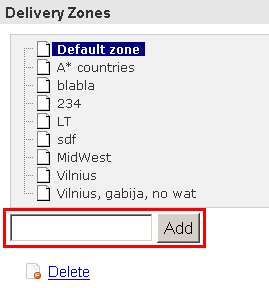 Delivery Zones
Default zone
A* countries
blabla
234
LT
sdf
MidWest
Vilnius
Vilnius, gabija, no wat
Add
Delete